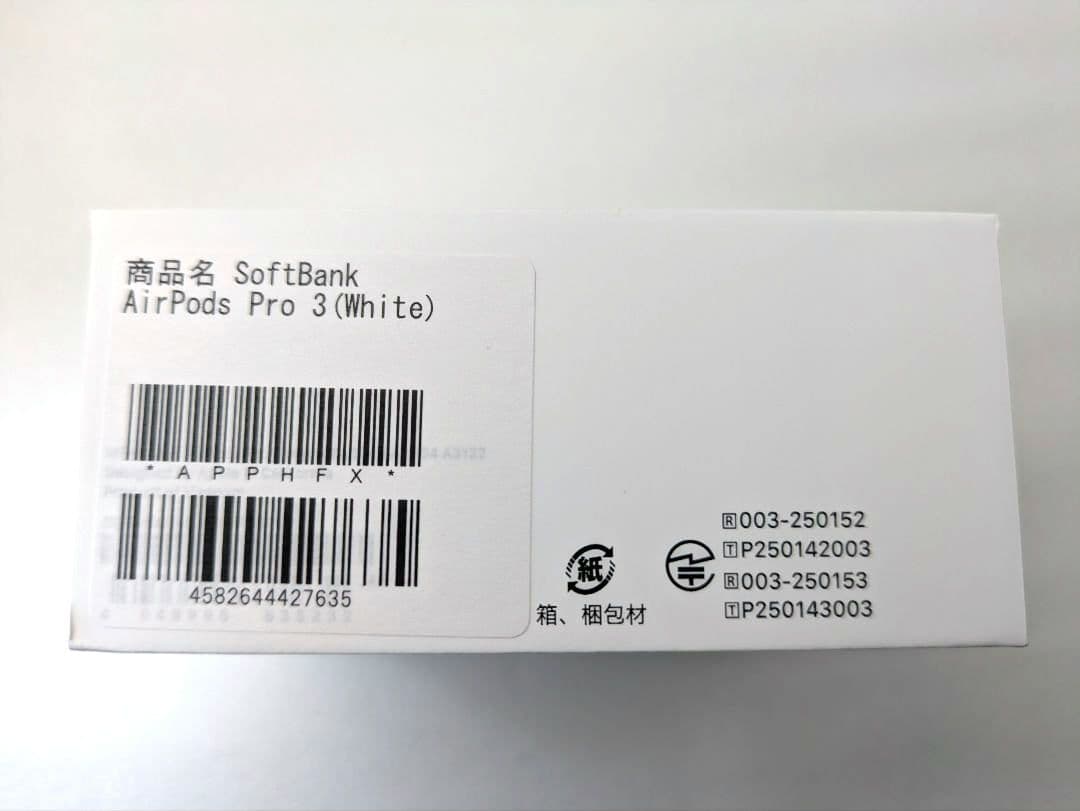 商品名 SoftBank
AirPods Pro 3(White)
*APPHFX*
4582644427635
紙
箱、梱包材
R003-250152
TP250142003
R003-250153
TP250143003